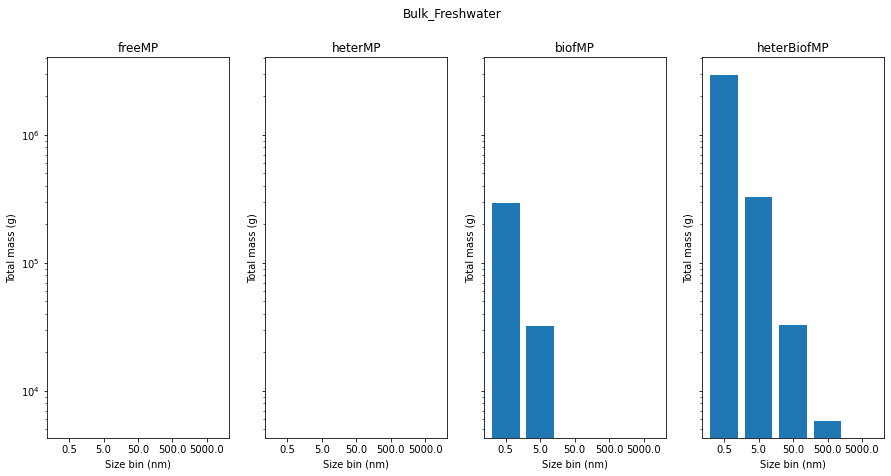 Bulk_Freshwater
freeMP
heterMP
biofMP
heterBiofMP
10⁶
10⁵
10⁴
Total mass (g)
Total mass (g)
Total mass (g)
Total mass (g)
0.5 5.0 50.0 500.0 5000.0
0.5 5.0 50.0 500.0 5000.0
0.5 5.0 50.0 500.0 5000.0
0.5 5.0 50.0 500.0 5000.0
Size bin (nm)
Size bin (nm)
Size bin (nm)
Size bin (nm)